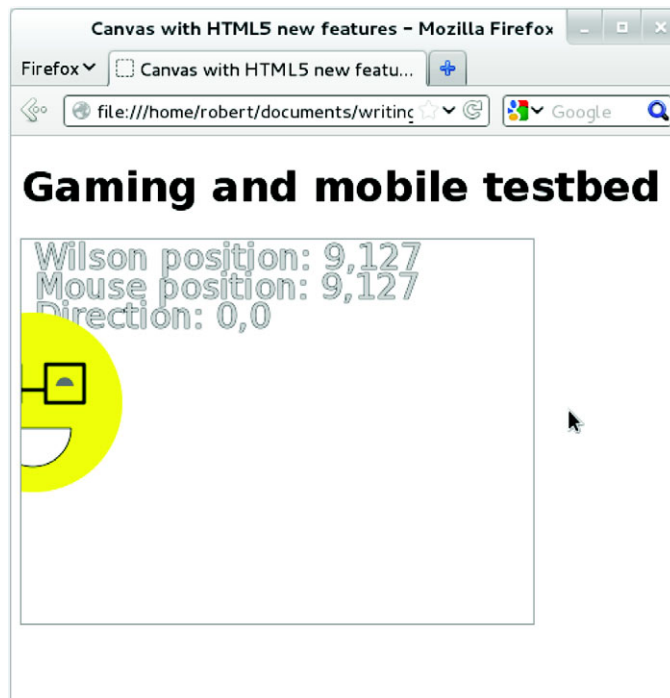 Canvas with HTML5 new features – Mozilla Firefox
Firefox
Canvas with HTML5 new featu...
file:///home/robert/documents/writing
Google
Gaming and mobile testbed
Wilson position: 9,127
Mouse position: 9,127
Direction: 0,0